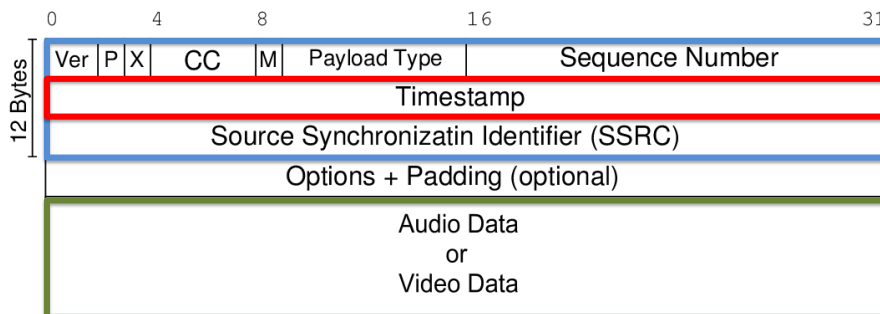 0 4 8 16 31
Ver P X CC M Payload Type Sequence Number
12 Bytes
Timestamp
Source Synchronizatin Identifier (SSRC)
Options + Padding (optional)
Audio Data
or
Video Data